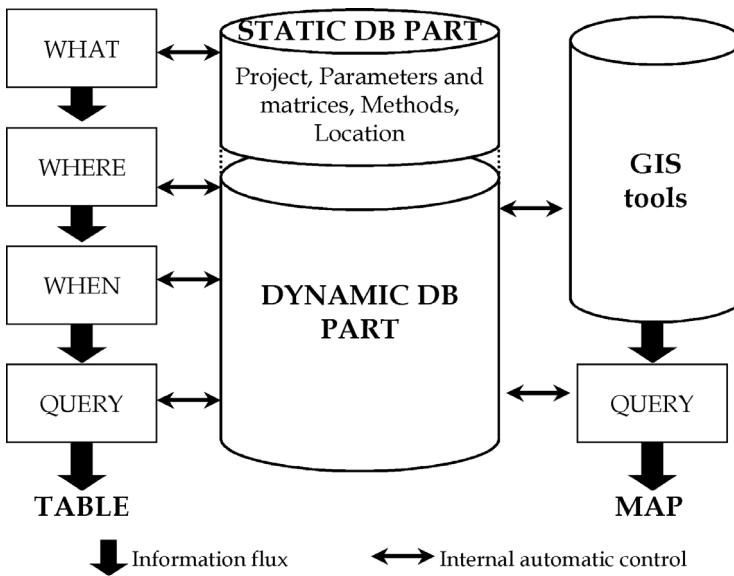 WHAT
WHERE
WHEN
QUERY
TABLE
STATIC DB PART
Project, Parameters and
matrices, Methods,
Location
DYNAMIC DB
PART
GIS
tools
QUERY
MAP
Information flux
Internal automatic control